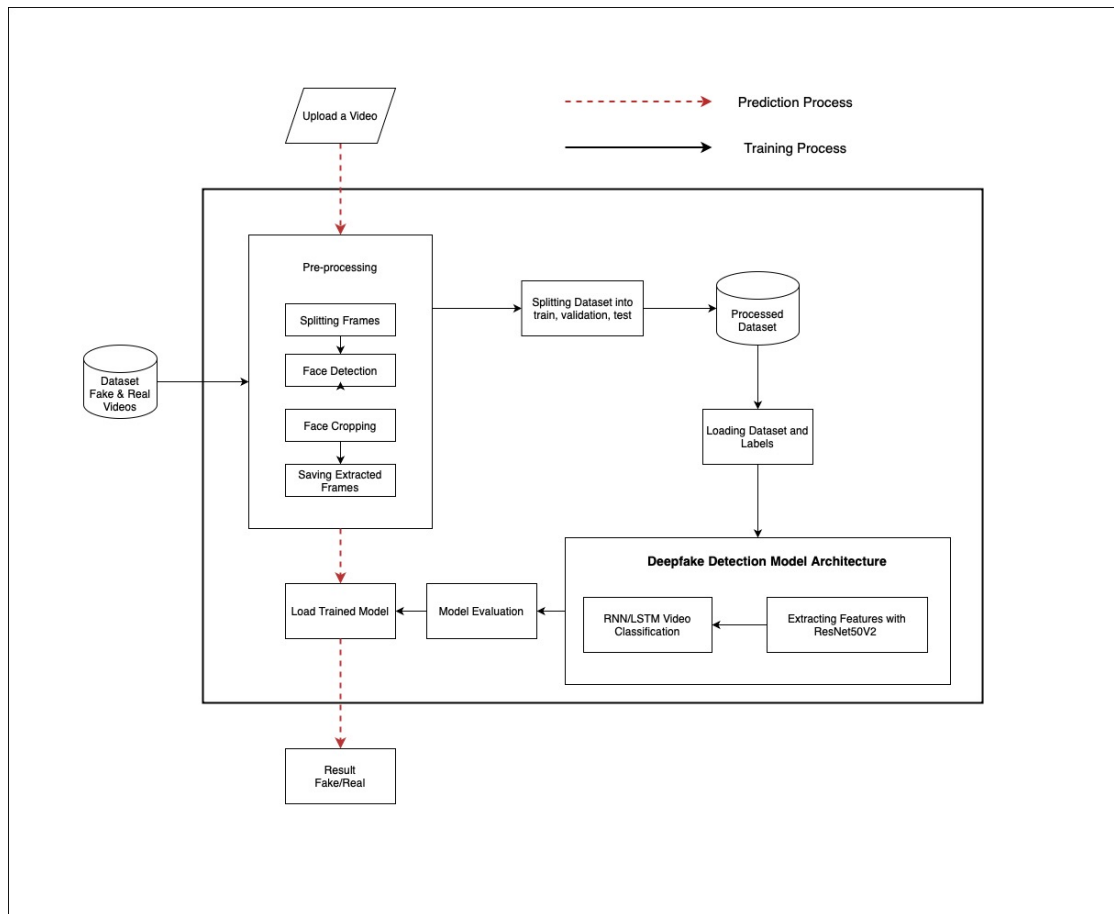 Upload a Video
Prediction Process
Training Process
Pre-processing
Splitting Frames
Face Detection
Face Cropping
Saving Extracted
Frames
Dataset
Fake & Real
Videos
Splitting Dataset into
train, validation, test
Processed
Dataset
Loading Dataset and
Labels
Deepfake Detection Model Architecture
Extracting Features with
ResNet50V2
RNN/LSTM Video
Classification
Model Evaluation
Load Trained Model
Result
Fake/Real